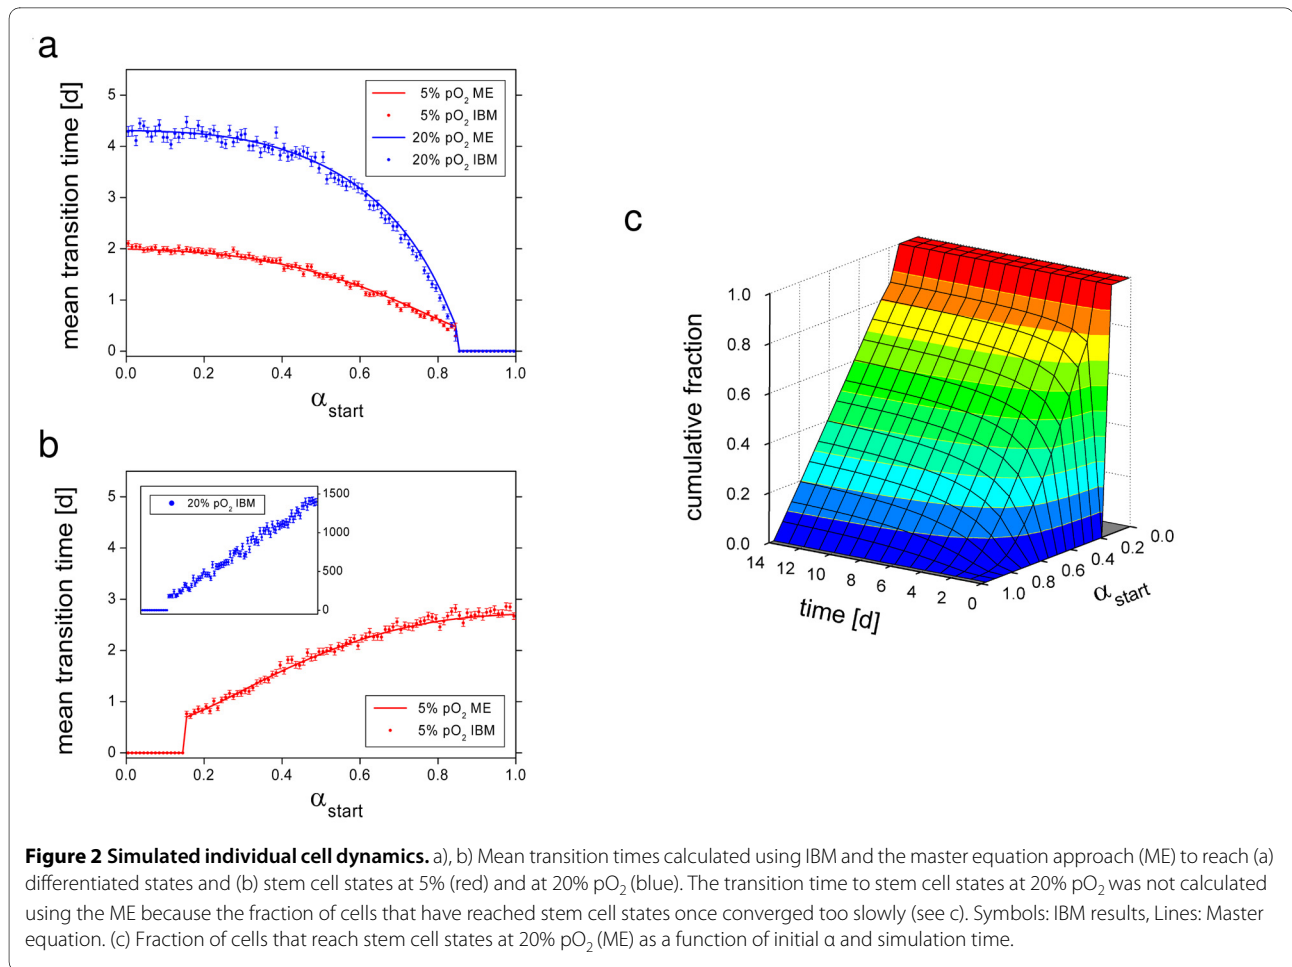 a
mean transition time [d]
5
4
3
2
1
0
0.0 0.2 0.4 0.6 0.8 1.0
αstart
5% pO2 ME
5% pO2 IBM
20% pO2 ME
20% pO2 IBM
b
mean transition time [d]
5
4
3
2
1
0
0.0 0.2 0.4 0.6 0.8 1.0
αstart
20% pO2 IBM
1500
1000
500
0
5% pO2 ME
5% pO2 IBM
c
cumulative fraction
1.0
0.8
0.6
0.4
0.2
0.0
14 12 10 8 6 4 2 0
time [d]
1.0 0.8 0.6 0.4 0.2 0.0
αstart
Figure 2 Simulated individual cell dynamics. a), b) Mean transition times calculated using IBM and the master equation approach (ME) to reach (a)
differentiated states and (b) stem cell states at 5% (red) and at 20% pO2 (blue). The transition time to stem cell states at 20% pO2 was not calculated
using the ME because the fraction of cells that have reached stem cell states once converged too slowly (see c). Symbols: IBM results, Lines: Master
equation. (c) Fraction of cells that reach stem cell states at 20% pO2 (ME) as a function of initial α and simulation time.